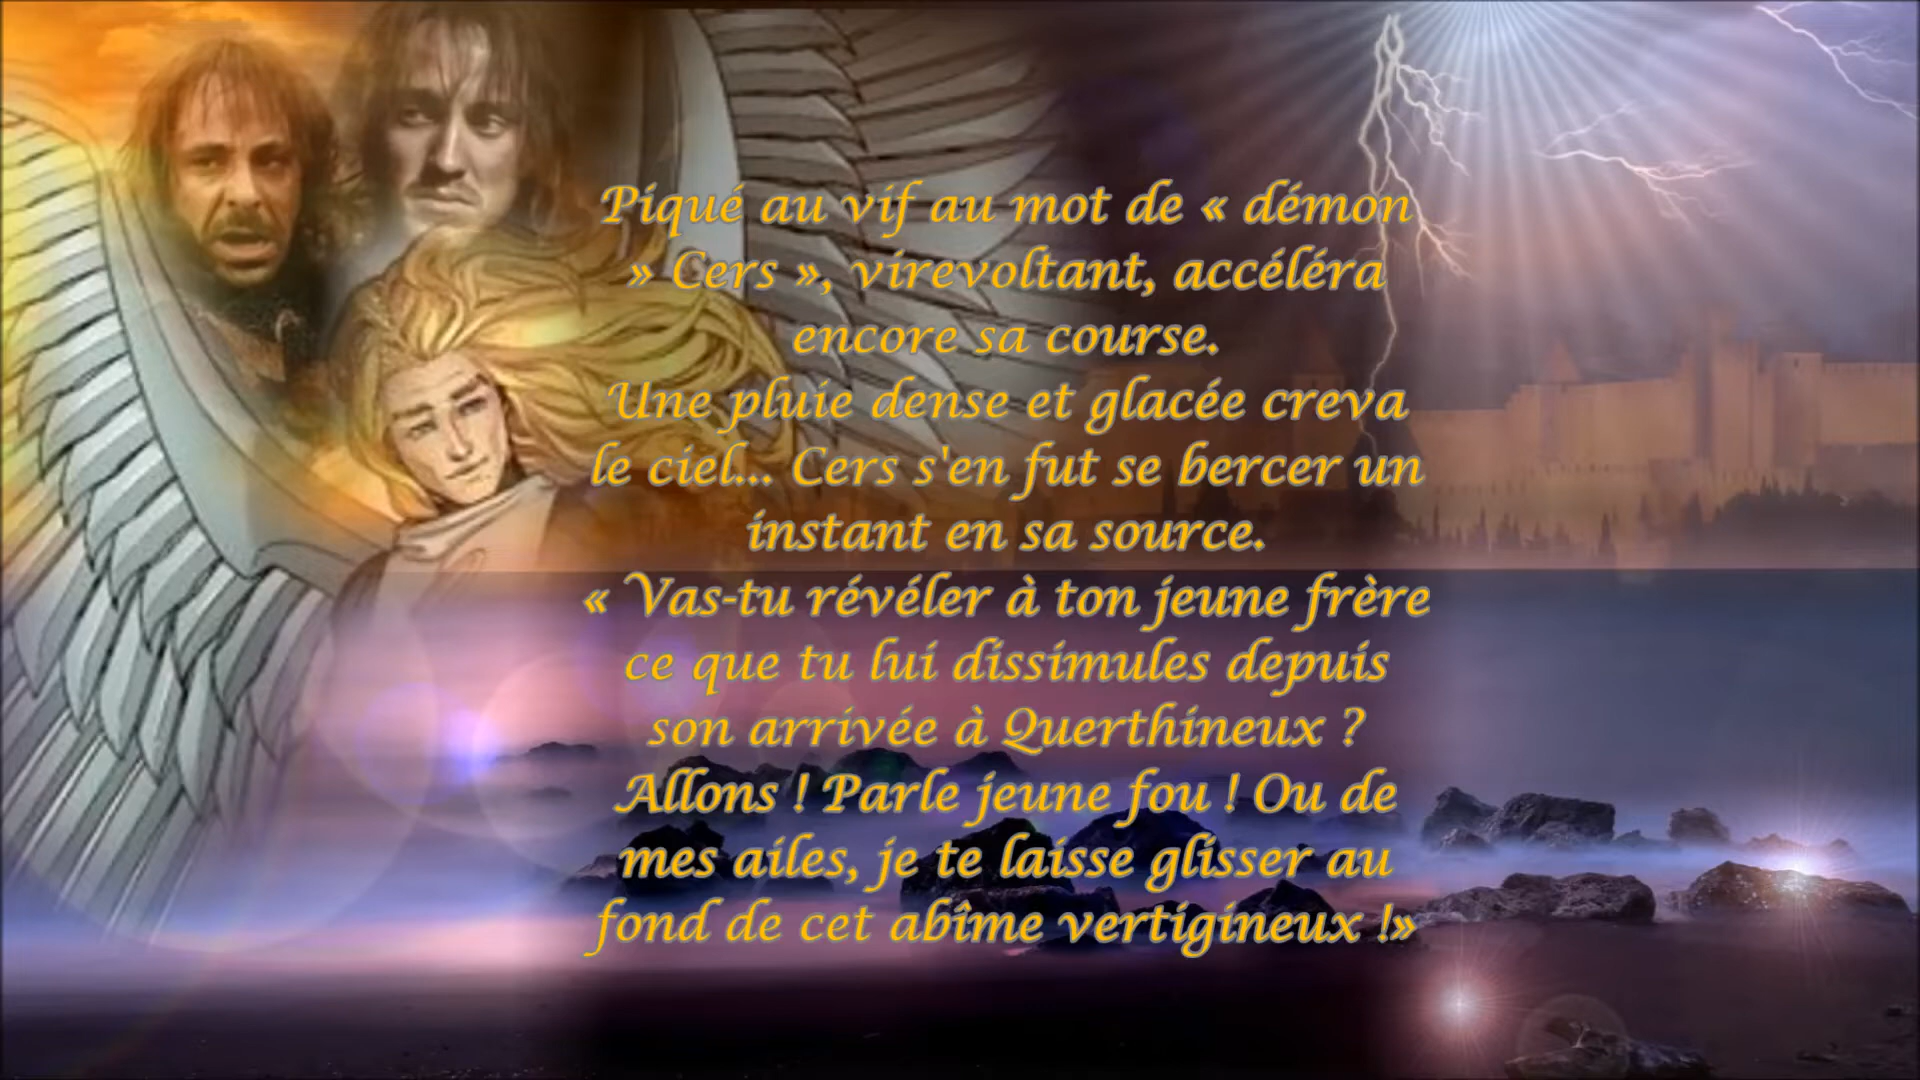 Piqué au vif au mot de « démon
» Cers », virevoltant, accéléra
encore sa course.
Une pluie dense et glacée creva
le ciel... Cers s'en fut se bercer un
instant en sa source.
« Vas-tu révéler à ton jeune frère
ce que tu lui dissimules depuis
son arrivée à Querthineux ?
Allons ! Parle jeune fou ! Ou de
mes ailes, je te laisse glisser au
fond de cet abîme vertigineux !»